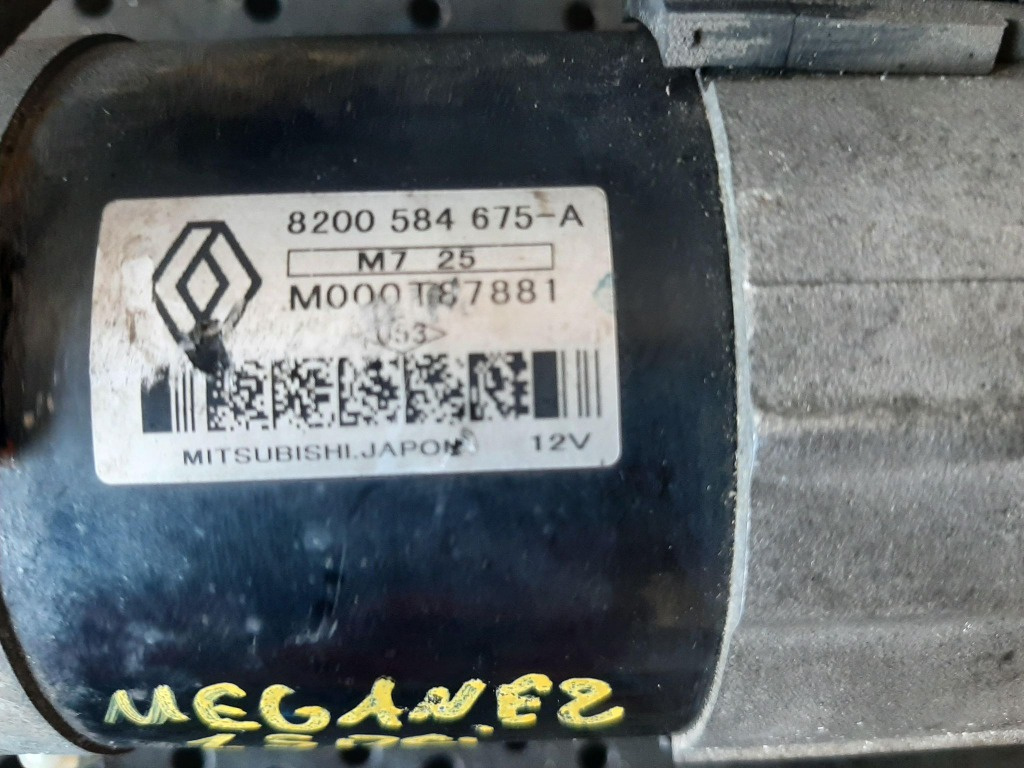 8200 584 675-A
M7 25
M000T87881
MITSUBISHI.JAPON
12V
MEGANE2